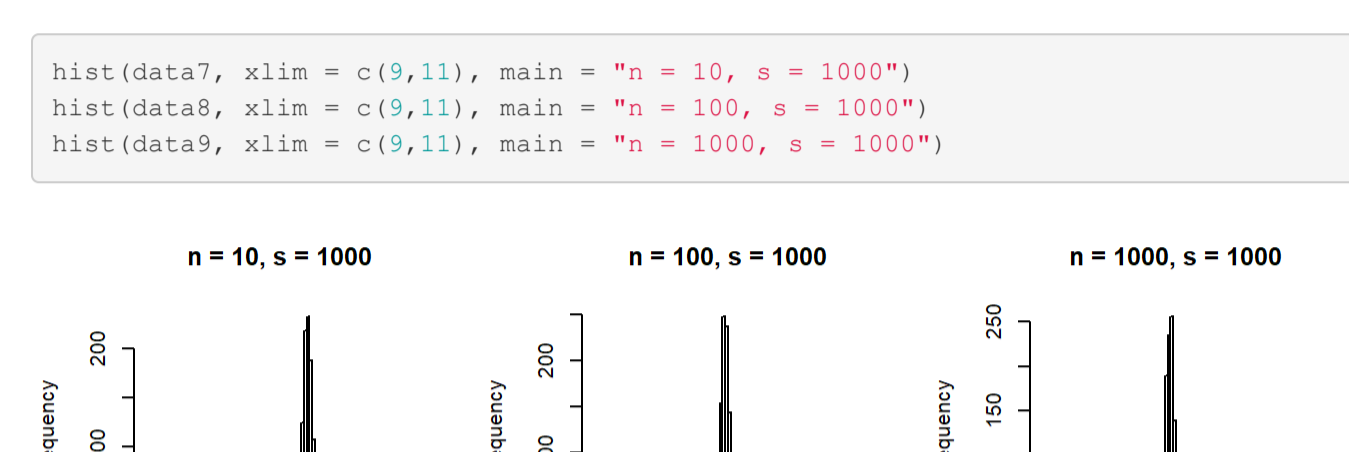 hist(data7, xlim = c(9,11), main = "n = 10, s = 1000")
hist(data8, xlim = c(9,11), main = "n = 100, s = 1000")
hist(data9, xlim = c(9,11), main = "n = 1000, s = 1000")
n = 10, s = 1000
n = 100, s = 1000
n = 1000, s = 1000
200
200
250
150